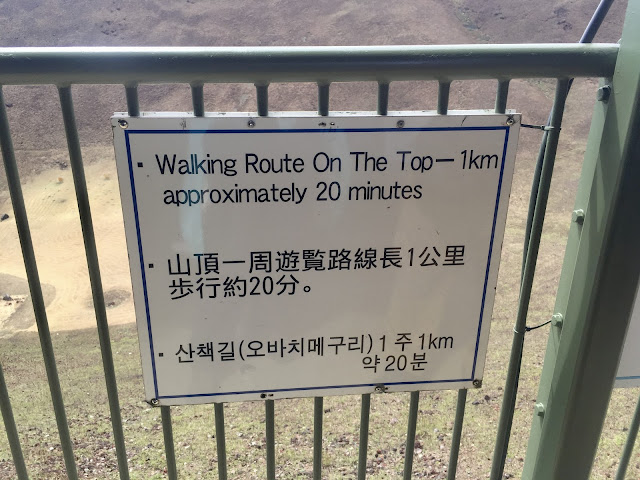 ▪ Walking Route On The Top－1km
approximately 20 minutes
▪ 山頂一周遊覧路線長1公里
歩行約20分。
▪ 산책길(오바치메구리) 1 주 1km
약 20분